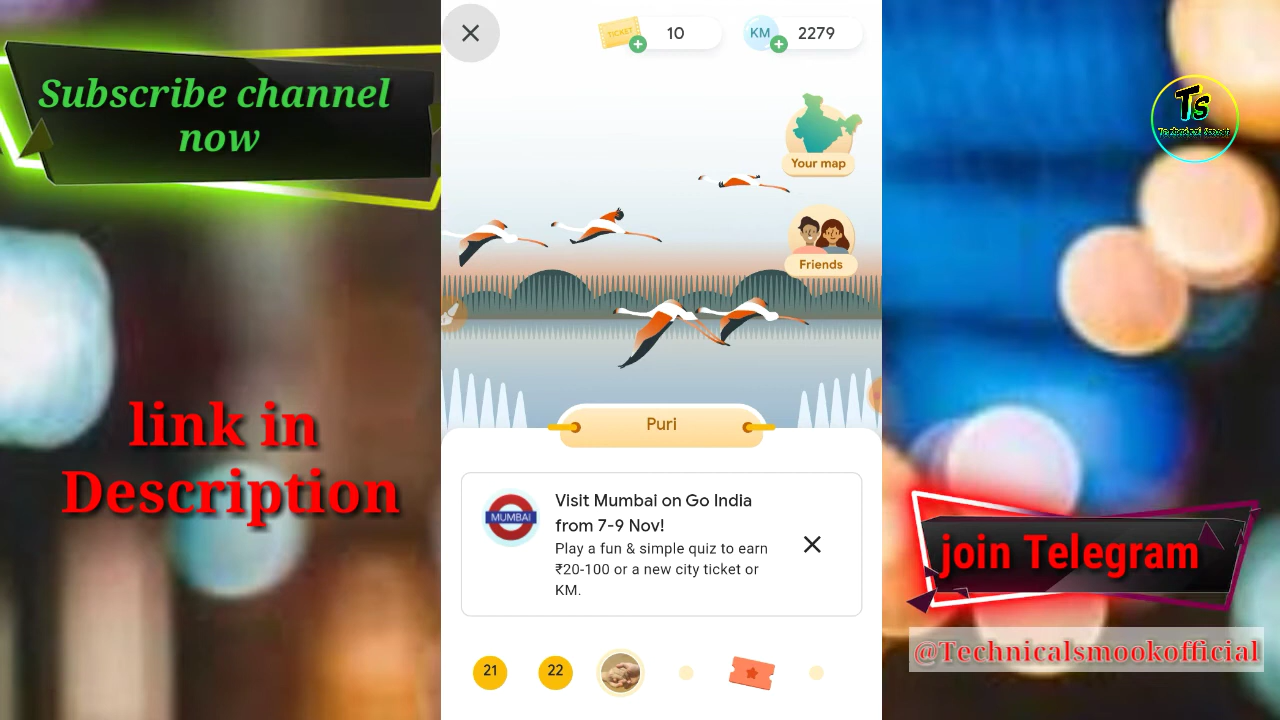 Subscribe channel
now
link in
Description
TICKET
10
KM
2279
Your map
Friends
Puri
MUMBAI
Visit Mumbai on Go India
from 7-9 Nov!
Play a fun & simple quiz to earn
₹20-100 or a new city ticket or
KM.
21
22
Ts
join Telegram
@Technicalsmookofficial